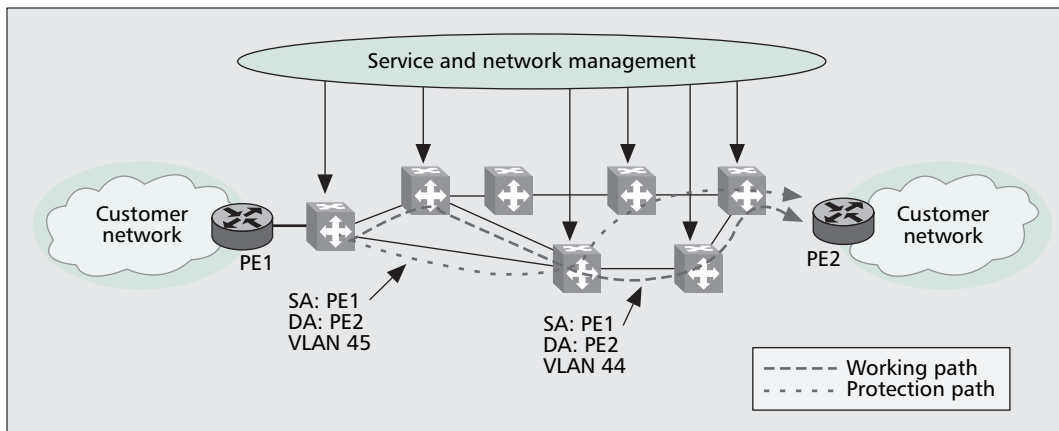 Service and network management
Customer
network
PE1
SA: PE1
DA: PE2
VLAN 45
SA: PE1
DA: PE2
VLAN 44
PE2
Customer
network
Working path
Protection path